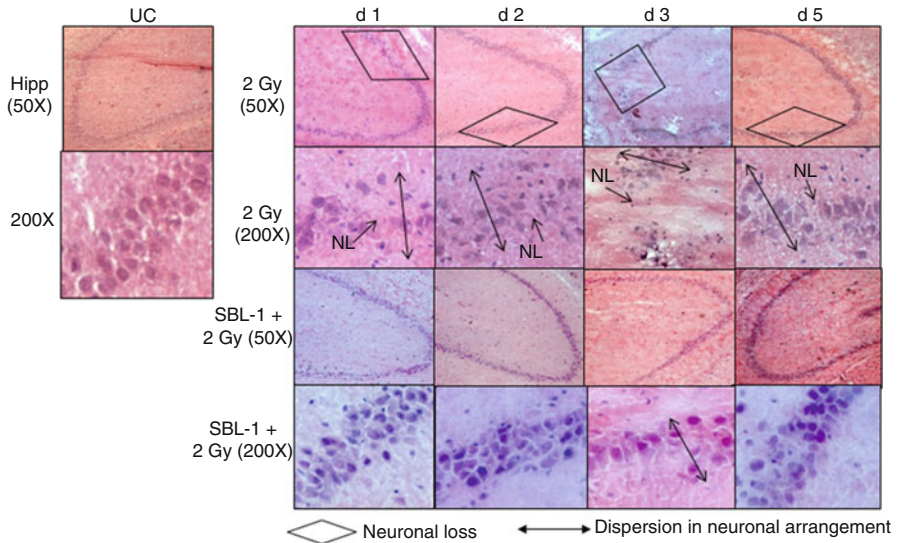 UC
d 1
d 2
d 3
d 5
Hipp
(50X)
200X
2 Gy
(50X)
2 Gy
(200X)
NL
NL
NL
NL
SBL-1 +
2 Gy (50X)
SBL-1 +
2 Gy (200X)
Neuronal loss
Dispersion in neuronal arrangement